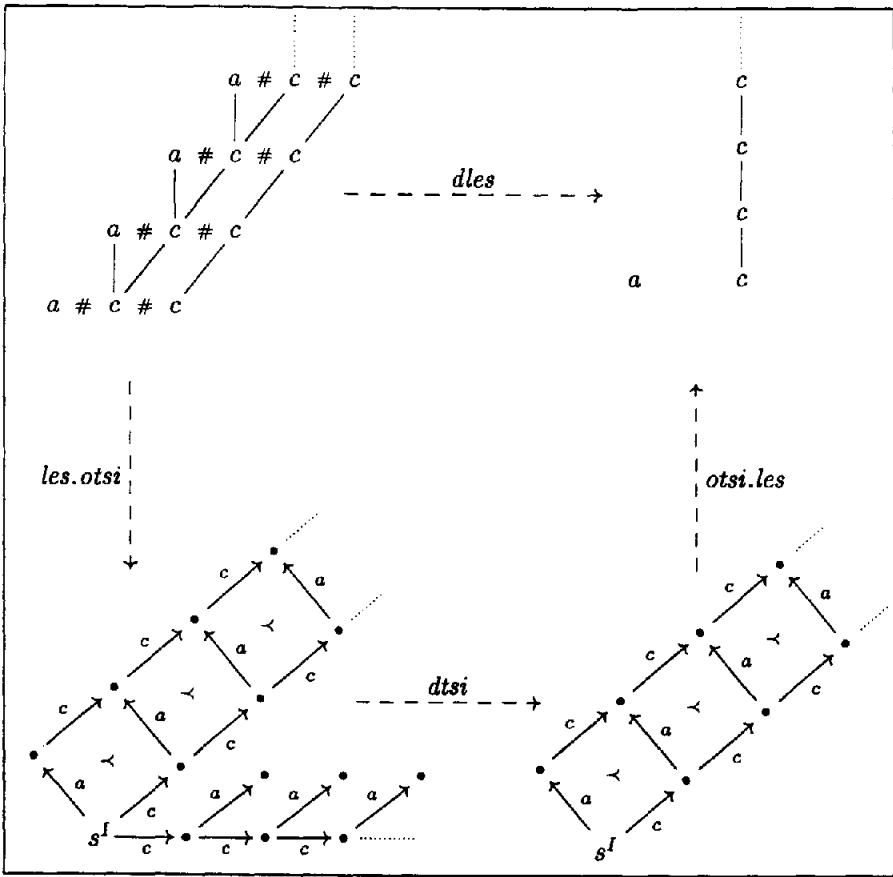 a # c # c c
a # c # c c
a # c # c c
a # c # c a c
dles
les.otsi otsi.les
c a c a
c a c a
c a c a
a c a c
dtsi
a c a a a a c
s^I c c c s^I
≺ ≺ ≺ ≺ ≺ ≺